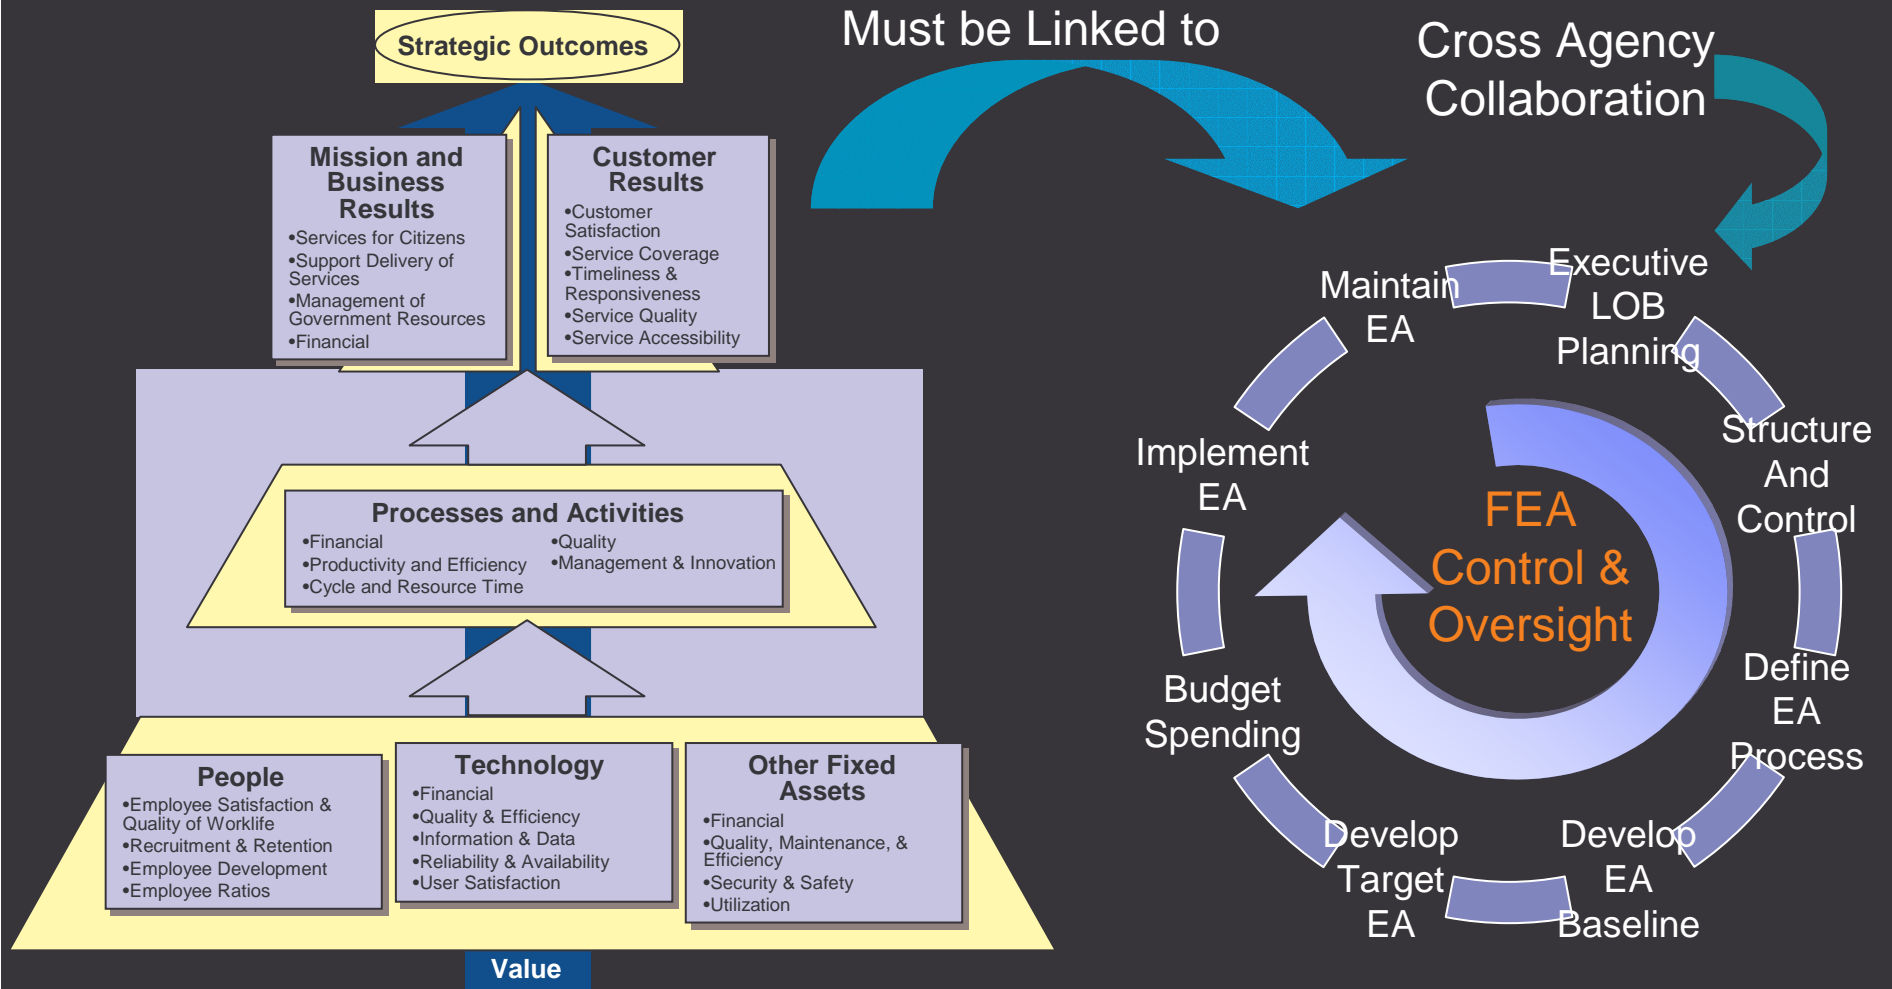 Strategic Outcomes
Mission and
Business
Results
•Services for Citizens
•Support Delivery of
Services
•Management of
Government Resources
•Financial
Customer
Results
•Customer
Satisfaction
•Service Coverage
•Timeliness &
Responsiveness
•Service Quality
•Service Accessibility
Processes and Activities
•Financial
•Productivity and Efficiency
•Cycle and Resource Time
•Quality
•Management & Innovation
People
•Employee Satisfaction &
Quality of Worklife
•Recruitment & Retention
•Employee Development
•Employee Ratios
Technology
•Financial
•Quality & Efficiency
•Information & Data
•Reliability & Availability
•User Satisfaction
Other Fixed
Assets
•Financial
•Quality, Maintenance, &
Efficiency
•Security & Safety
•Utilization
Value
Must be Linked to
Cross Agency
Collaboration
Executive
LOB
Planning
Structure
And
Control
Define
EA
Process
Develop
EA
Baseline
Develop
Target
EA
Budget
Spending
Implement
EA
Maintain
EA
FEA
Control &
Oversight